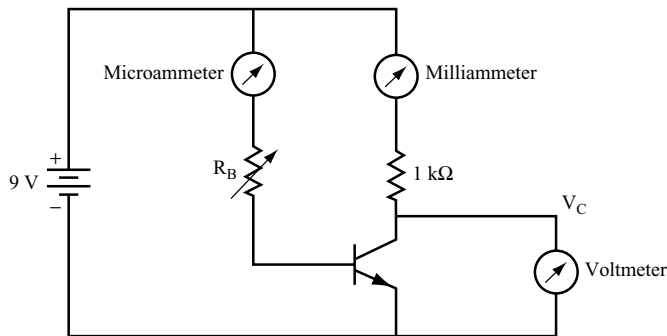 Microammeter
Milliammeter
+
9 V
−
R_B
1 kΩ
V_C
Voltmeter